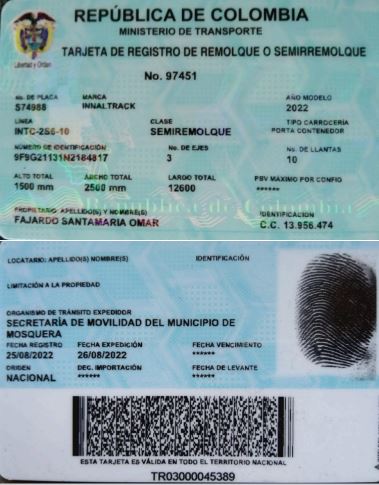 REPÚBLICA DE COLOMBIA
MINISTERIO DE TRANSPORTE
TARJETA DE REGISTRO DE REMOLQUE O SEMIRREMOLQUE
Libertad y Orden
No. 97451
No. DE PLACA MARCA AÑO MODELO
S74988 INNALTRACK 2022
LINEA CLASE TIPO CARROCERÍA
INTC-2S6-10 SEMIREMOLQUE PORTA CONTENEDOR
NÚMERO DE IDENTIFICACIÓN No. DE EJES No. DE LLANTAS
9F9G21131N2184817 3 10
ALTO TOTAL ANCHO TOTAL LARGO TOTAL PBV MÁXIMO POR CONFIG
1500 mm 2500 mm 12600 ******
República de Colombia
PROPIETARIO: APELLIDO(S) Y NOMBRE(S) IDENTIFICACIÓN
FAJARDO SANTAMARIA OMAR C.C. 13.956.474
LOCATARIO: APELLIDO(S) NOMBRE(S) IDENTIFICACIÓN
LIMITACIÓN A LA PROPIEDAD
ORGANISMO DE TRÁNSITO EXPEDIDOR
SECRETARÍA DE MOVILIDAD DEL MUNICIPIO DE
MOSQUERA
FECHA REGISTRO FECHA EXPEDICIÓN FECHA VENCIMIENTO
25/08/2022 26/08/2022 ******
ORIGEN DEC. IMPORTACIÓN FECHA DE LEVANTE
NACIONAL ****** ******
ESTA TARJETA ES VÁLIDA EN TODO EL TERRITORIO NACIONAL
TR03000045389